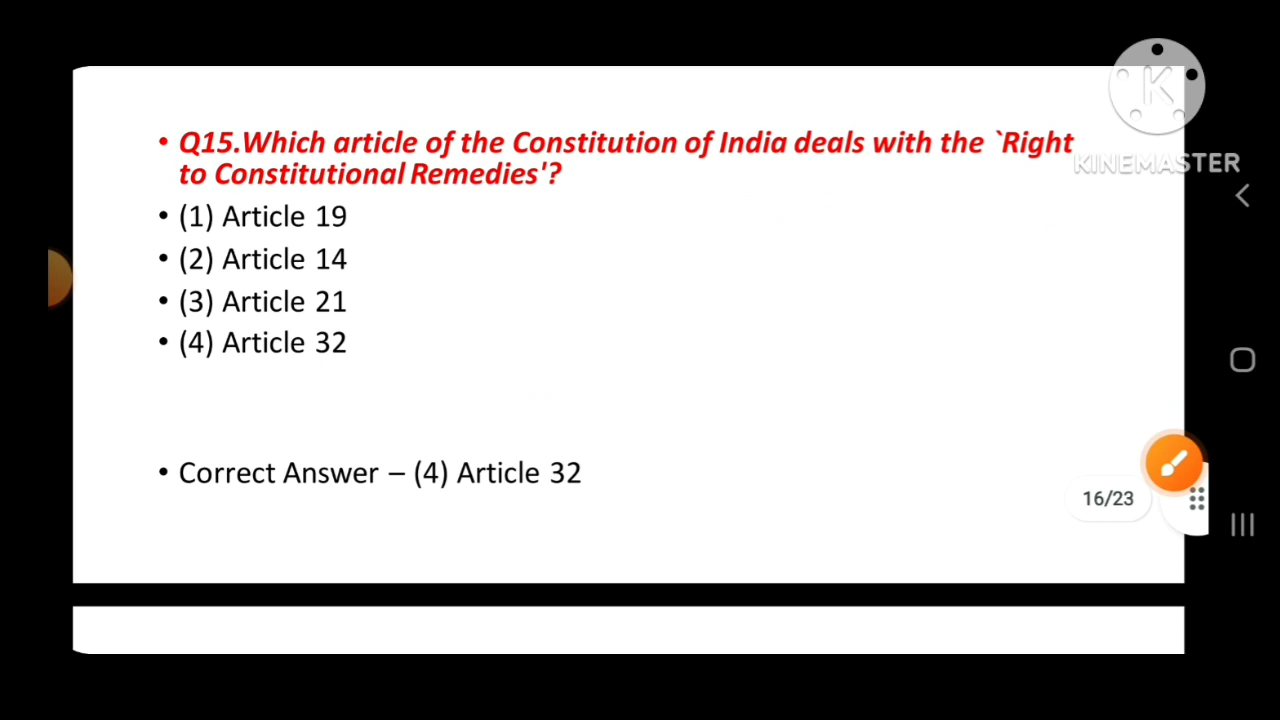 • Q15.Which article of the Constitution of India deals with the `Right
to Constitutional Remedies'?
• (1) Article 19
• (2) Article 14
• (3) Article 21
• (4) Article 32
• Correct Answer – (4) Article 32
K
KINEMASTER
16/23